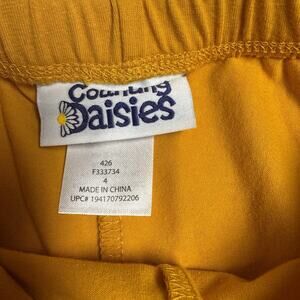 Counting
Daisies
426
F333734
4
MADE IN CHINA
UPC# 194170792206